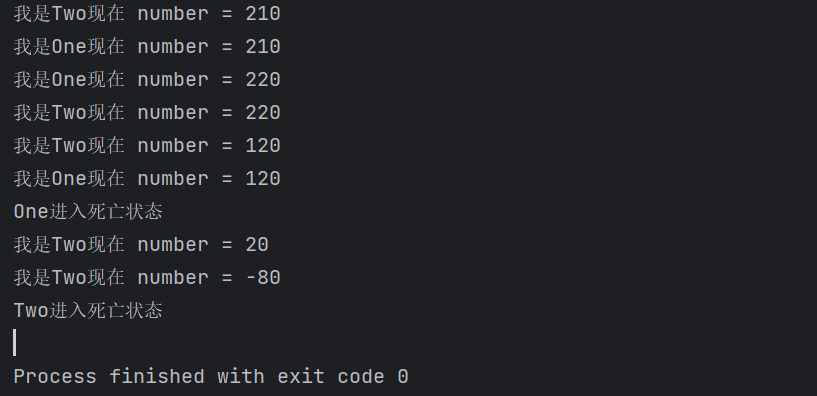 我是Two现在 number = 210
我是One现在 number = 210
我是One现在 number = 220
我是Two现在 number = 220
我是Two现在 number = 120
我是One现在 number = 120
One进入死亡状态
我是Two现在 number = 20
我是Two现在 number = -80
Two进入死亡状态
Process finished with exit code 0